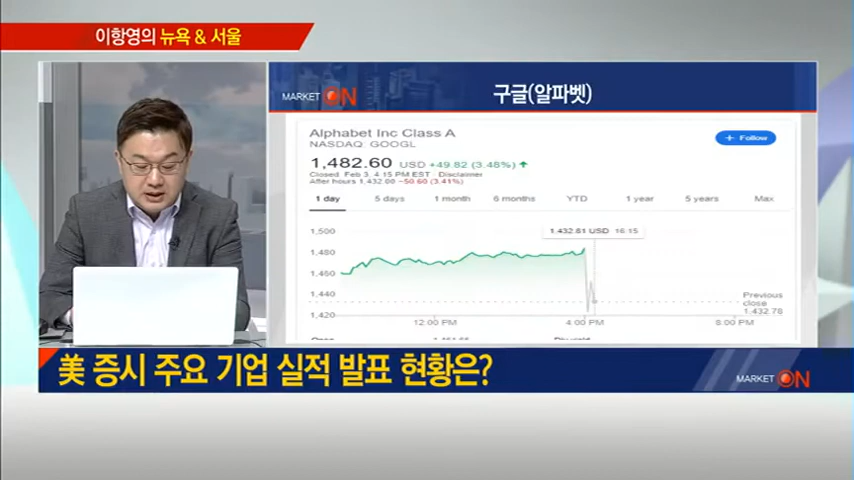 이항영의 뉴욕 & 서울
MARKET ON
구글(알파벳)
Alphabet Inc Class A
NASDAQ: GOOGL
Follow
1,482.60 USD +49.82 (3.48%)
Closed: Feb 3, 4:15 PM EST · Disclaimer
After hours 1,432.00 −50.60 (3.41%)
1 day 5 days 1 month 6 months YTD 1 year 5 years Max
1,432.81 USD 16:15
1,500
1,480
1,460
1,440
1,420
Previous
close
1,432.78
12:00 PM 4:00 PM 8:00 PM
美 증시 주요 기업 실적 발표 현황은?
MARKET ON